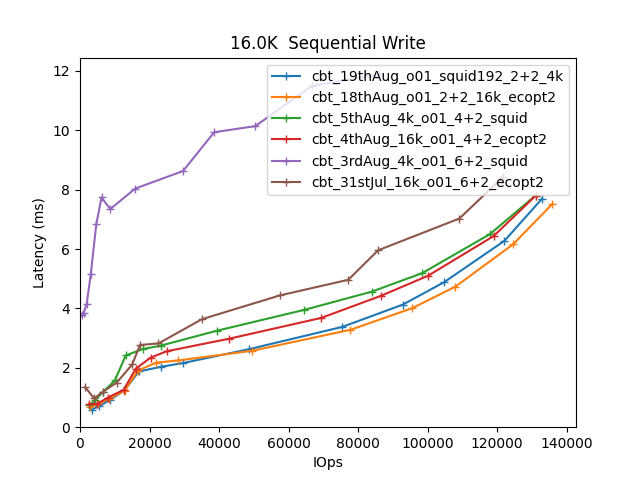 16.0K  Sequential Write
cbt_19thAug_o01_squid192_2+2_4k
cbt_18thAug_o01_2+2_16k_ecopt2
cbt_5thAug_4k_o01_4+2_squid
cbt_4thAug_16k_o01_4+2_ecopt2
cbt_3rdAug_4k_o01_6+2_squid
cbt_31stJul_16k_o01_6+2_ecopt2
Latency (ms)
12
10
8
6
4
2
0
0 20000 40000 60000 80000 100000 120000 140000
IOps